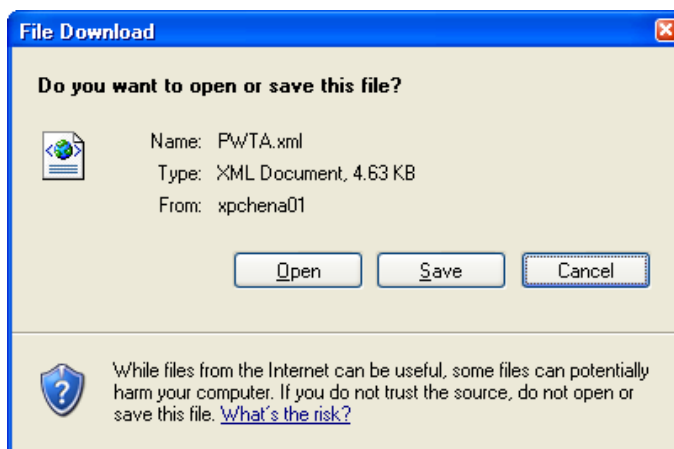 File Download
Do you want to open or save this file?
Name: PWTA.xml
Type: XML Document, 4.63 KB
From: xpchena01
Open Save Cancel
While files from the Internet can be useful, some files can potentially
harm your computer. If you do not trust the source, do not open or
save this file. What's the risk?